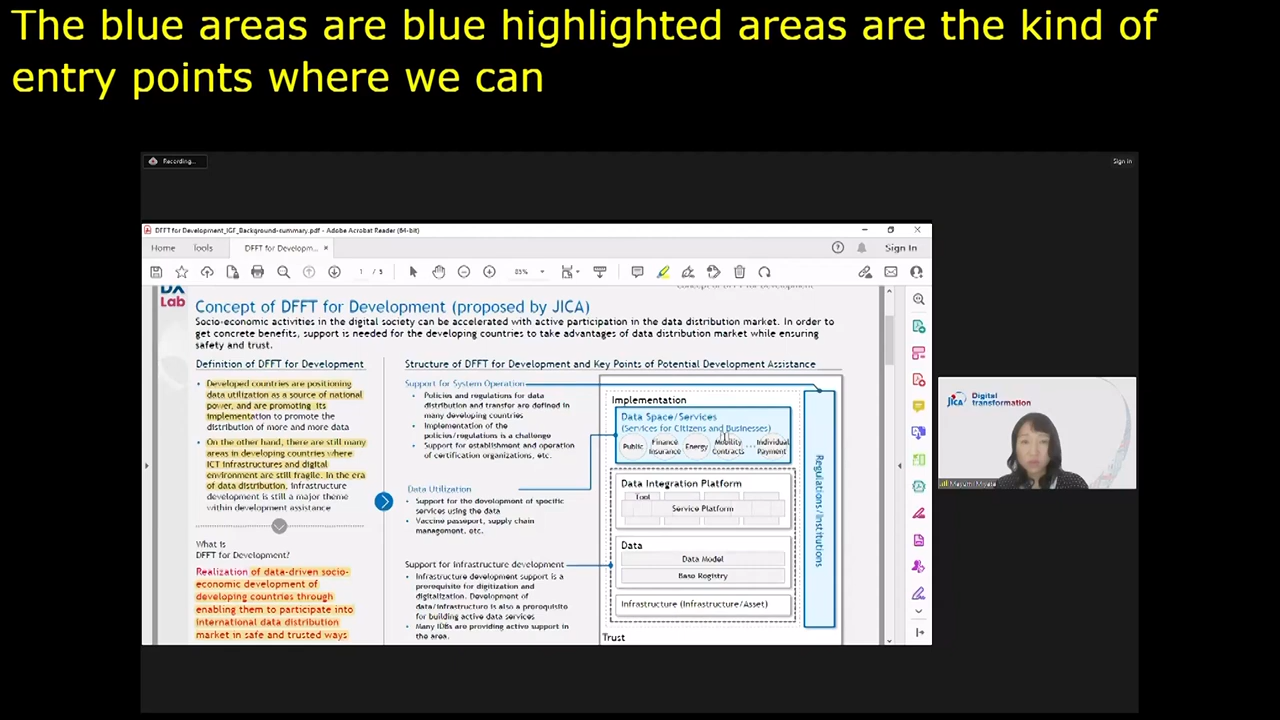 The blue areas are blue highlighted areas are the kind of
entry points where we can
Recording...
Sign in
DFFT for Development_IGF_Background-summary.pdf - Adobe Acrobat Reader (64-bit)
Home
Tools
DFFT for Developm... ×
Sign In
1 / 5
83%
DX
Lab
Concept of DFFT for Development
Concept of DFFT for Development (proposed by JICA)
Socio-economic activities in the digital society can be accelerated with active participation in the data distribution market. In order to
get concrete benefits, support is needed for the developing countries to take advantages of data distribution market while ensuring
safety and trust.
Definition of DFFT for Development
• Developed countries are positioning
data utilization as a source of national
power, and are promoting its
implementation to promote the
distribution of more and more data
• On the other hand, there are still many
areas in developing countries where
ICT infrastructures and digital
environment are still fragile. In the era
of data distribution, infrastructure
development is still a major theme
within development assistance
What is
DFFT for Development?
Realization of data-driven socio-
economic development of
developing countries through
enabling them to participate into
international data distribution
market in safe and trusted ways
Structure of DFFT for Development and Key Points of Potential Development Assistance
Support for System Operation
• Policies and regulations for data
distribution and transfer are defined in
many developing countries
• Implementation of the
policies/regulations is a challenge
• Support for establishment and operation
of certification organizations, etc.
Data Utilization
• Support for the development of specific
services using the data
• Vaccine passport, supply chain
management, etc.
Support for infrastructure development
• Infrastructure development support is a
prerequisite for digitization and
digitalization. Development of
data/infrastructure is also a prerequisite
for building active data services
• Many IDBs are providing active support in
the area.
Implementation
Data Space/Services
(Services for Citizens and Businesses)
Public
Finance
Insurance
Energy
Mobility
Contracts
...
Individual
Payment
Data Integration Platform
Tool
Service Platform
Data
Data Model
Base Registry
Infrastructure (Infrastructure/Asset)
Trust
Regulations/Institutions
JICA
Digital
transformation
Masumi Miyata